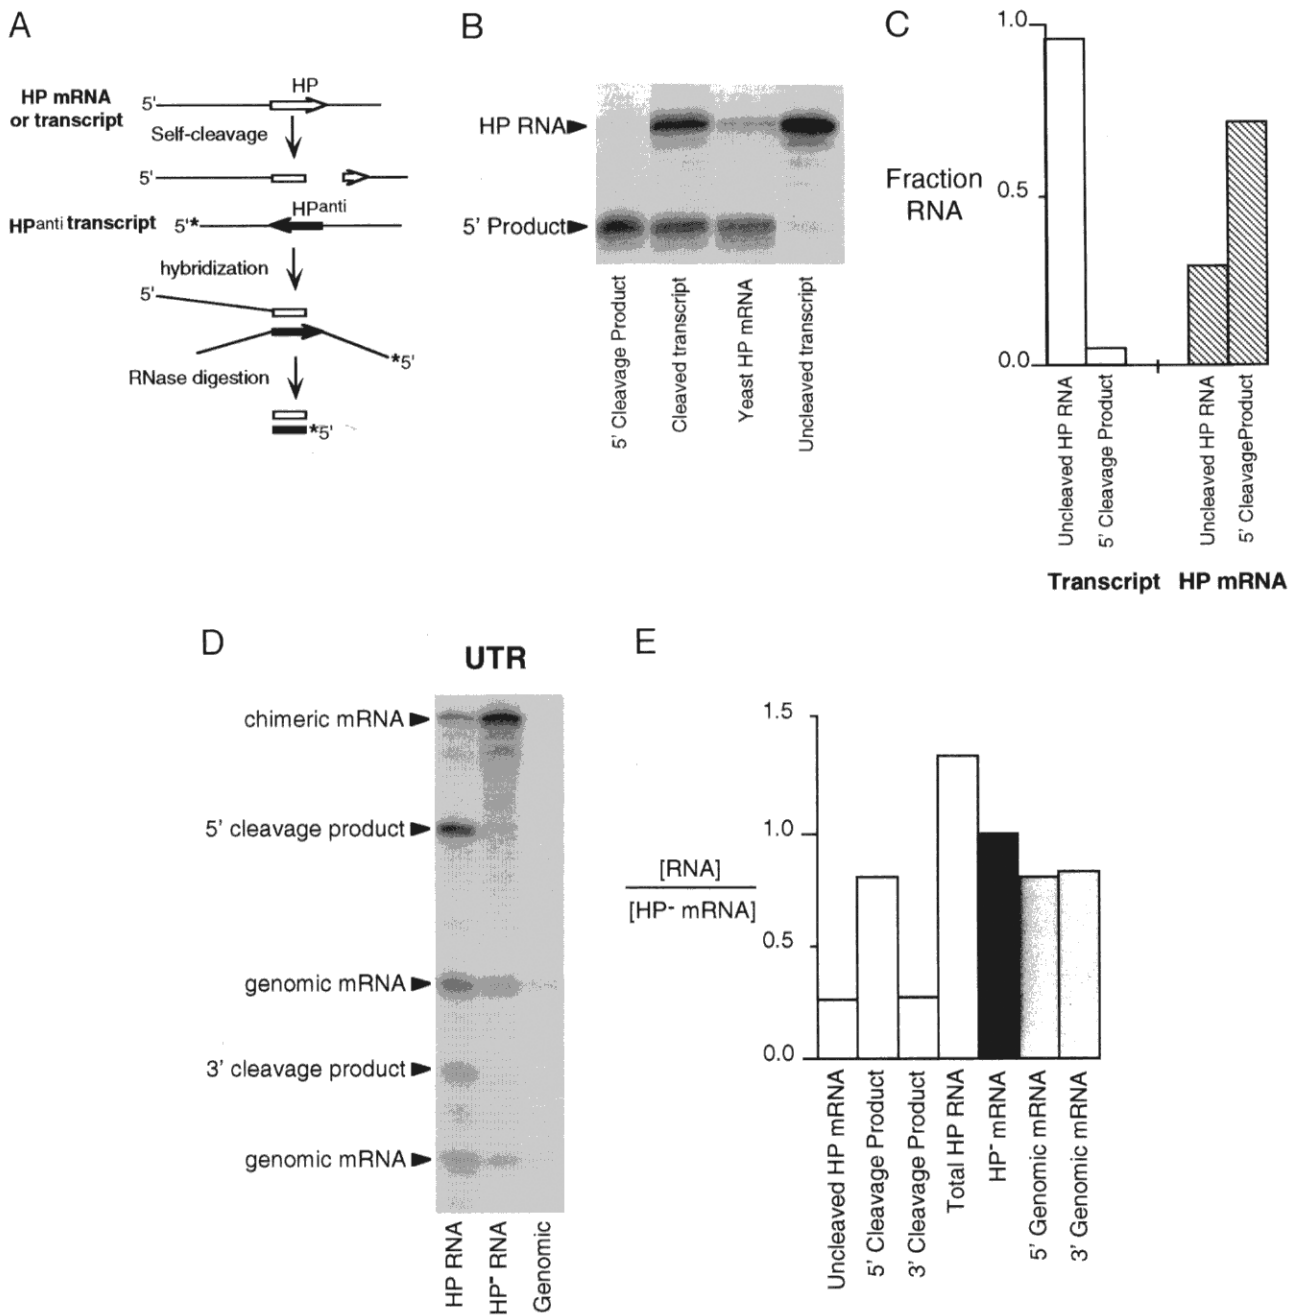 A
HP mRNA
or transcript
5'
HP
Self-cleavage
5'
HPanti transcript
5'*
HPanti
hybridization
5'
*5'
RNase digestion
*5'
B
HP RNA
5' Product
5' Cleavage Product
Cleaved transcript
Yeast HP mRNA
Uncleaved transcript
C
Fraction
RNA
1.0
0.5
0.0
Uncleaved HP RNA
5' Cleavage Product
Uncleaved HP RNA
5' CleavageProduct
Transcript
HP mRNA
D
UTR
chimeric mRNA
5' cleavage product
genomic mRNA
3' cleavage product
genomic mRNA
HP RNA
HP- RNA
Genomic
E
[RNA]
[HP- mRNA]
1.5
1.0
0.5
0.0
Uncleaved HP mRNA
5' Cleavage Product
3' Cleavage Product
Total HP RNA
HP- mRNA
5' Genomic mRNA
3' Genomic mRNA